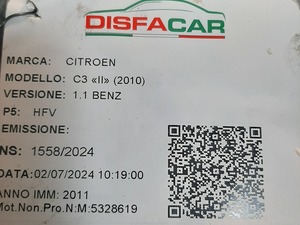 DISFACAR
MARCA: CITROEN
MODELLO: C3 «II» (2010)
VERSIONE: 1.1 BENZ
P5: HFV
EMISSIONE:
NS: 1558/2024
DATA:02/07/2024 10:19:00
ANNO IMM: 2011
Mot.Non.Pro.N:M:5328619